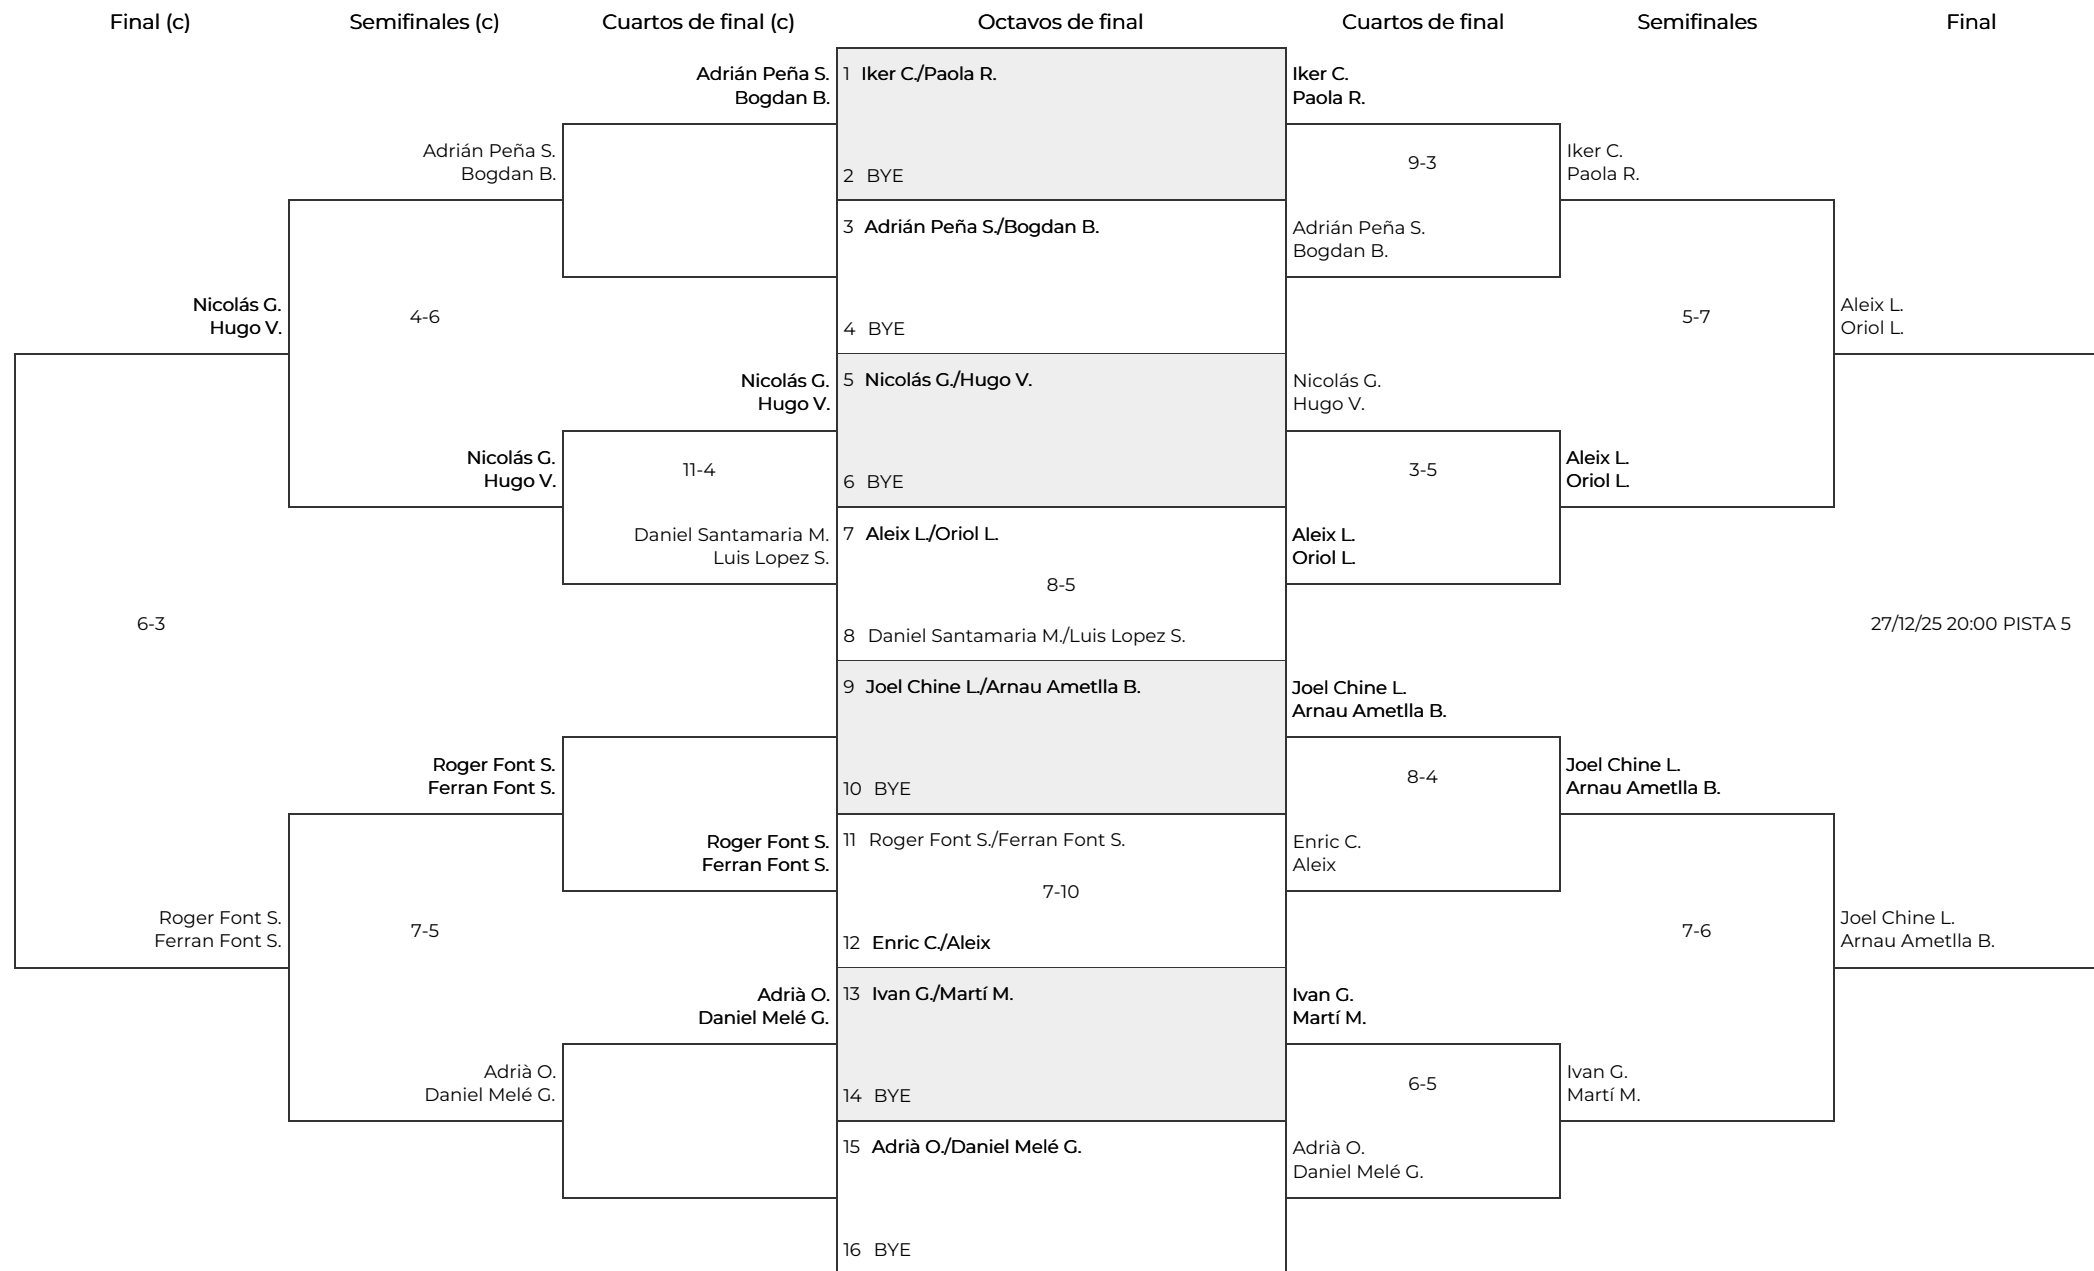 Final (c)
Semifinales (c)
Cuartos de final (c)
Octavos de final
Cuartos de final
Semifinales
Final
Nicolás G.
Hugo V.
6-3
Roger Font S.
Ferran Font S.
Adrián Peña S.
Bogdan B.
4-6
Nicolás G.
Hugo V.
Roger Font S.
Ferran Font S.
7-5
Adrià O.
Daniel Melé G.
Adrián Peña S.
Bogdan B.
Nicolás G.
Hugo V.
11-4
Daniel Santamaria M.
Luis Lopez S.
Roger Font S.
Ferran Font S.
Adrià O.
Daniel Melé G.
1 Iker C./Paola R.
2 BYE
3 Adrián Peña S./Bogdan B.
4 BYE
5 Nicolás G./Hugo V.
6 BYE
7 Aleix L./Oriol L.
8-5
8 Daniel Santamaria M./Luis Lopez S.
9 Joel Chine L./Arnau Ametlla B.
10 BYE
11 Roger Font S./Ferran Font S.
7-10
12 Enric C./Aleix
13 Ivan G./Martí M.
14 BYE
15 Adrià O./Daniel Melé G.
16 BYE
Iker C.
Paola R.
9-3
Adrián Peña S.
Bogdan B.
Nicolás G.
Hugo V.
3-5
Aleix L.
Oriol L.
Joel Chine L.
Arnau Ametlla B.
8-4
Enric C.
Aleix
Ivan G.
Martí M.
6-5
Adrià O.
Daniel Melé G.
Iker C.
Paola R.
5-7
Aleix L.
Oriol L.
Joel Chine L.
Arnau Ametlla B.
7-6
Ivan G.
Martí M.
Aleix L.
Oriol L.
27/12/25 20:00 PISTA 5
Joel Chine L.
Arnau Ametlla B.